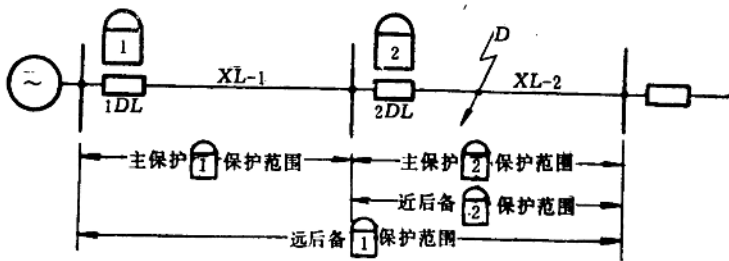 1
2
D
~
XL-1
XL-2
1DL
2DL
主保护 1 保护范围
主保护 2 保护范围
近后备 2 保护范围
远后备 1 保护范围